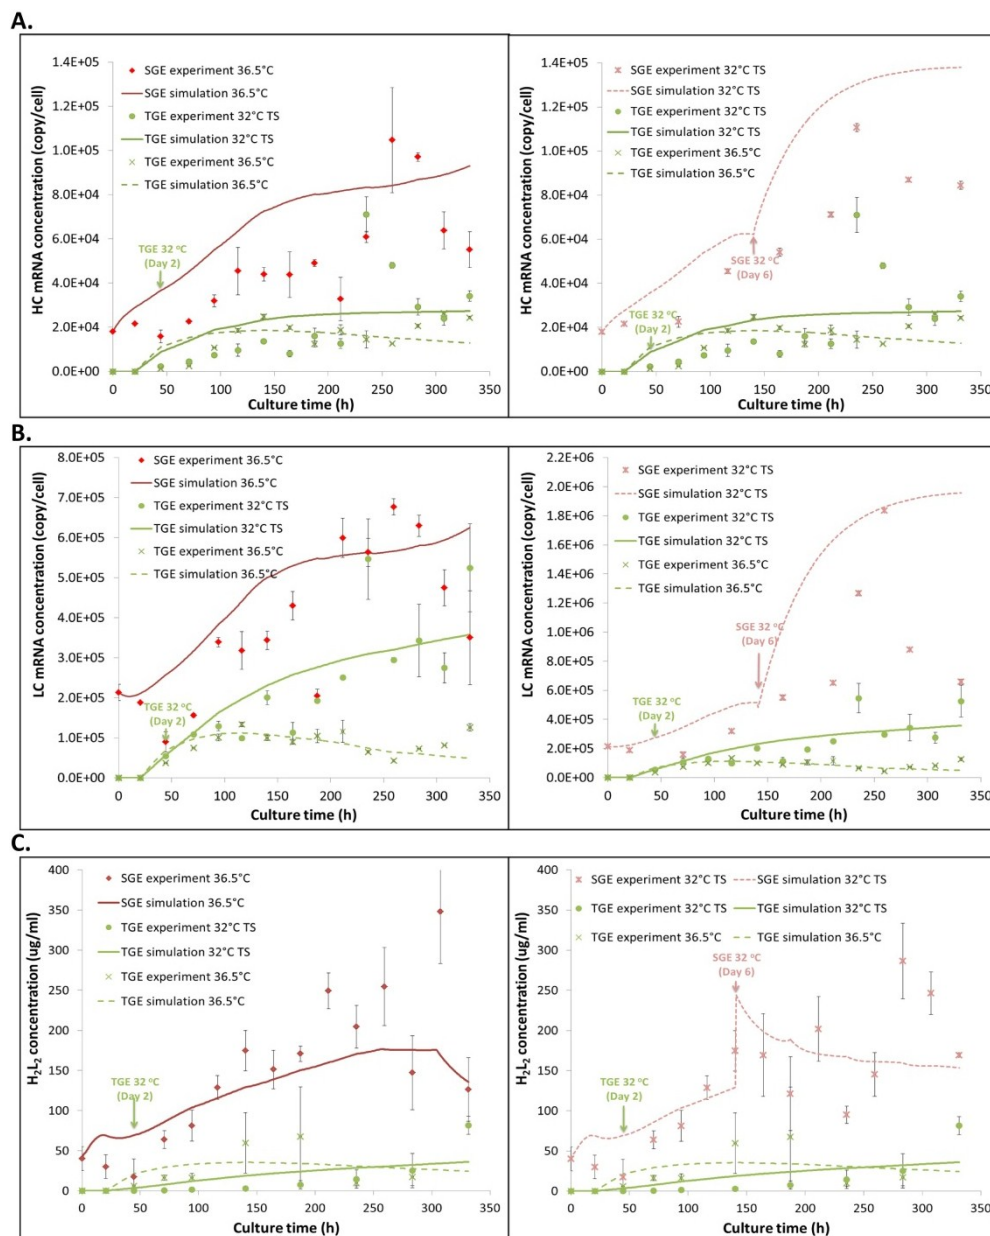 A.
HC mRNA concentration (copy/cell)
1.4E+05
1.2E+05
1.0E+05
8.0E+04
6.0E+04
4.0E+04
2.0E+04
0.0E+00
SGE experiment 36.5°C
SGE simulation 36.5°C
TGE experiment 32°C TS
TGE simulation 32°C TS
TGE experiment 36.5°C
TGE simulation 36.5°C
TGE 32 °C
(Day 2)
0 50 100 150 200 250 300 350
Culture time (h)
HC mRNA concentration (copy/cell)
1.4E+05
1.2E+05
1.0E+05
8.0E+04
6.0E+04
4.0E+04
2.0E+04
0.0E+00
SGE experiment 32°C TS
SGE simulation 32°C TS
TGE experiment 32°C TS
TGE simulation 32°C TS
TGE experiment 36.5°C
TGE simulation 36.5°C
SGE 32 °C
(Day 6)
TGE 32 °C
(Day 2)
0 50 100 150 200 250 300 350
Culture time (h)
B.
LC mRNA concentration (copy/cell)
8.0E+05
7.0E+05
6.0E+05
5.0E+05
4.0E+05
3.0E+05
2.0E+05
1.0E+05
0.0E+00
SGE experiment 36.5°C
SGE simulation 36.5°C
TGE experiment 32°C TS
TGE simulation 32°C TS
TGE experiment 36.5°C
TGE simulation 36.5°C
TGE 32 °C
(Day 2)
0 50 100 150 200 250 300 350
Culture time (h)
LC mRNA concentration (copy/cell)
2.2E+06
2.0E+06
1.8E+06
1.6E+06
1.4E+06
1.2E+06
1.0E+06
8.0E+05
6.0E+05
4.0E+05
2.0E+05
0.0E+00
SGE experiment 32°C TS
SGE simulation 32°C TS
TGE experiment 32°C TS
TGE simulation 32°C TS
TGE experiment 36.5°C
TGE simulation 36.5°C
SGE 32 °C
(Day 6)
TGE 32 °C
(Day 2)
0 50 100 150 200 250 300 350
Culture time (h)
C.
H₂L₂ concentration (ug/ml)
400
350
300
250
200
150
100
50
0
SGE experiment 36.5°C
SGE simulation 36.5°C
TGE experiment 32°C TS
TGE simulation 32°C TS
TGE experiment 36.5°C
TGE simulation 36.5°C
TGE 32 °C
(Day 2)
0 50 100 150 200 250 300 350
Culture time (h)
H₂L₂ concentration (ug/ml)
400
350
300
250
200
150
100
50
0
SGE experiment 32°C TS SGE simulation 32°C TS
TGE experiment 32°C TS TGE simulation 32°C TS
TGE experiment 36.5°C TGE simulation 36.5°C
SGE 32 °C
(Day 6)
TGE 32 °C
(Day 2)
0 50 100 150 200 250 300 350
Culture time (h)